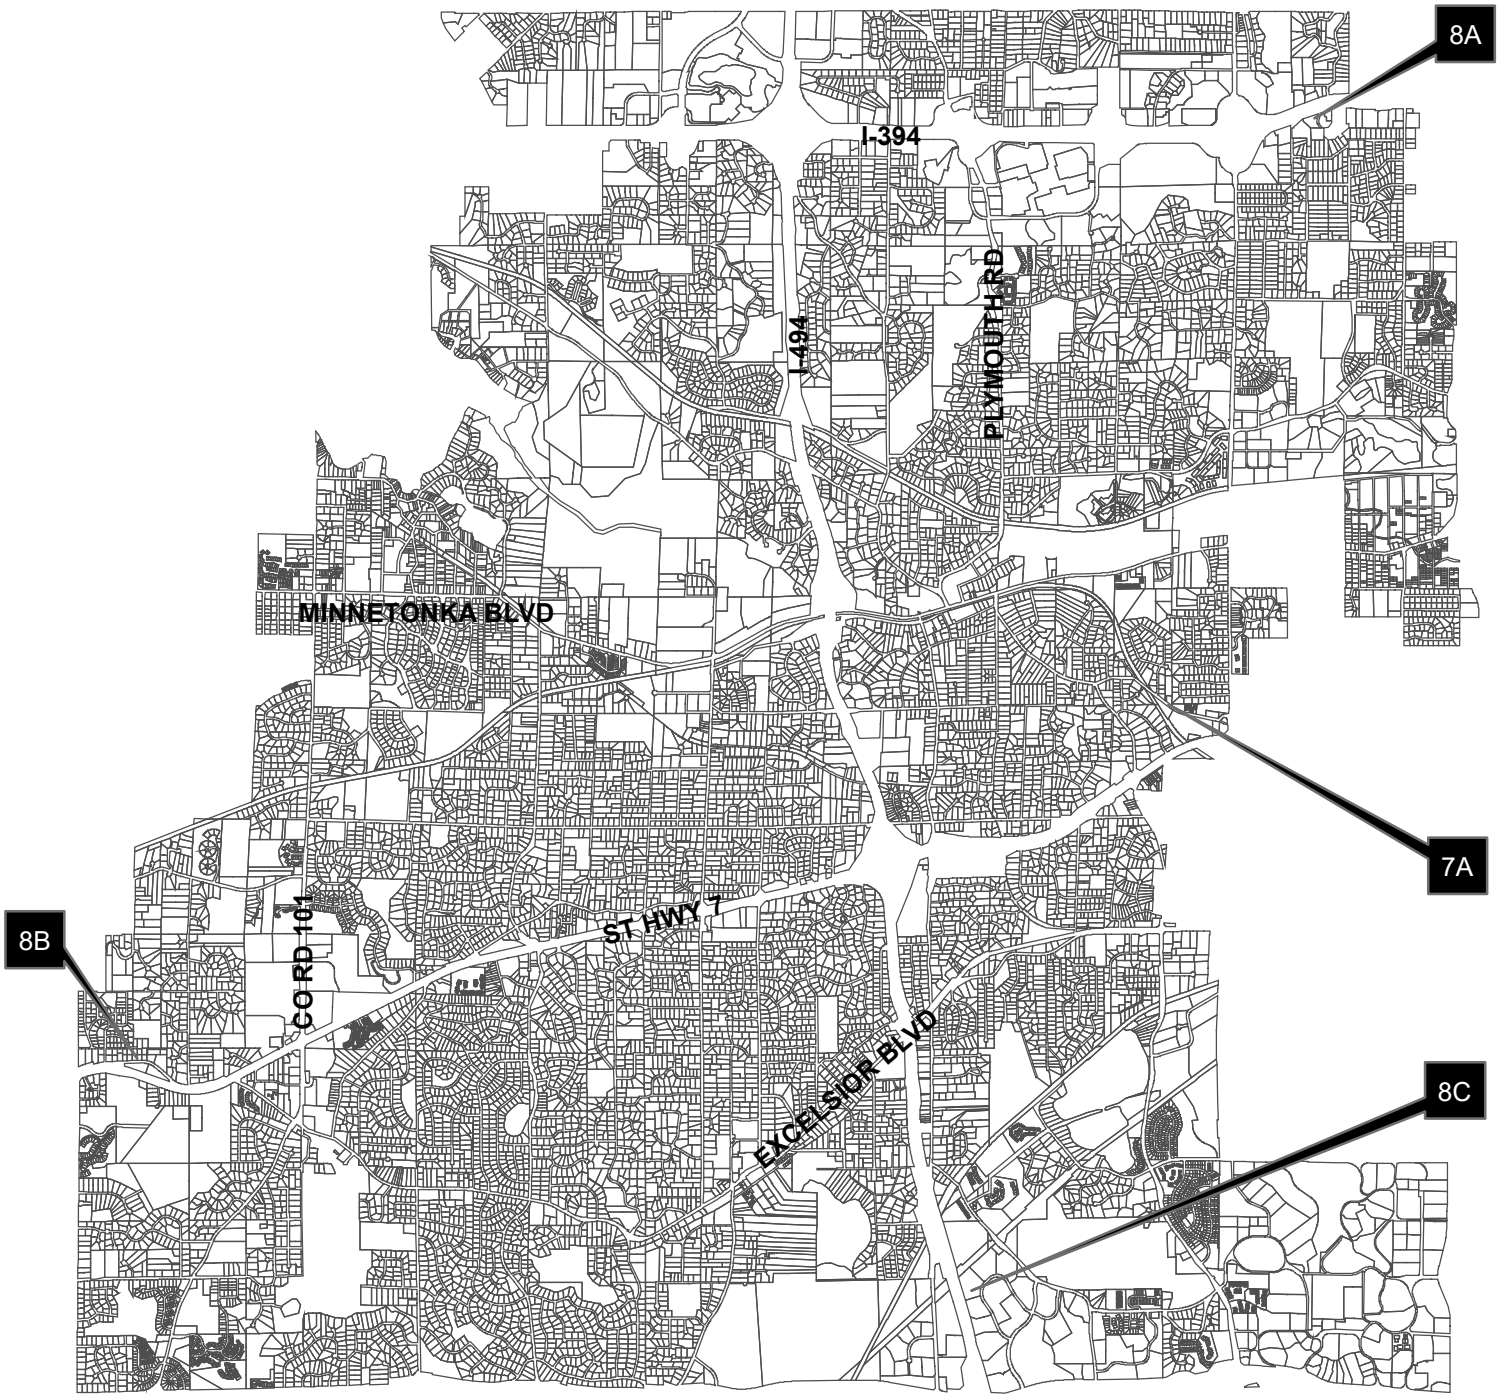 8A
I-394
PLYMOUTH RD
I-494
MINNETONKA BLVD
7A
CO RD 101
ST HWY 7
8B
EXCELSIOR BLVD
8C